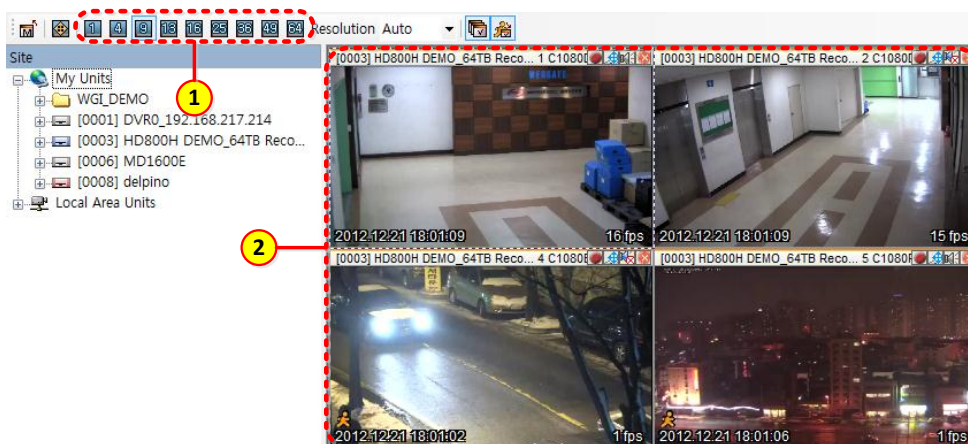 1 4 9 13 16 25 36 49 64 Resolution Auto
Site
My Units
WGI_DEMO
[0001] DVR0_192.168.217.214
[0003] HD800H DEMO_64TB Reco...
[0006] MD1600E
[0008] delpino
Local Area Units
1
2
[0003] HD800H DEMO_64TB Reco... 1 C1080
WEBGATE
2012.12.21 18:01:09 16 fps
[0003] HD800H DEMO_64TB Reco... 2 C1080
2012.12.21 18:01:09 15 fps
[0003] HD800H DEMO_64TB Reco... 4 C1080
2012.12.21 18:01:02 1 fps
[0003] HD800H DEMO_64TB Reco... 5 C1080
2012.12.21 18:01:06 1 fps